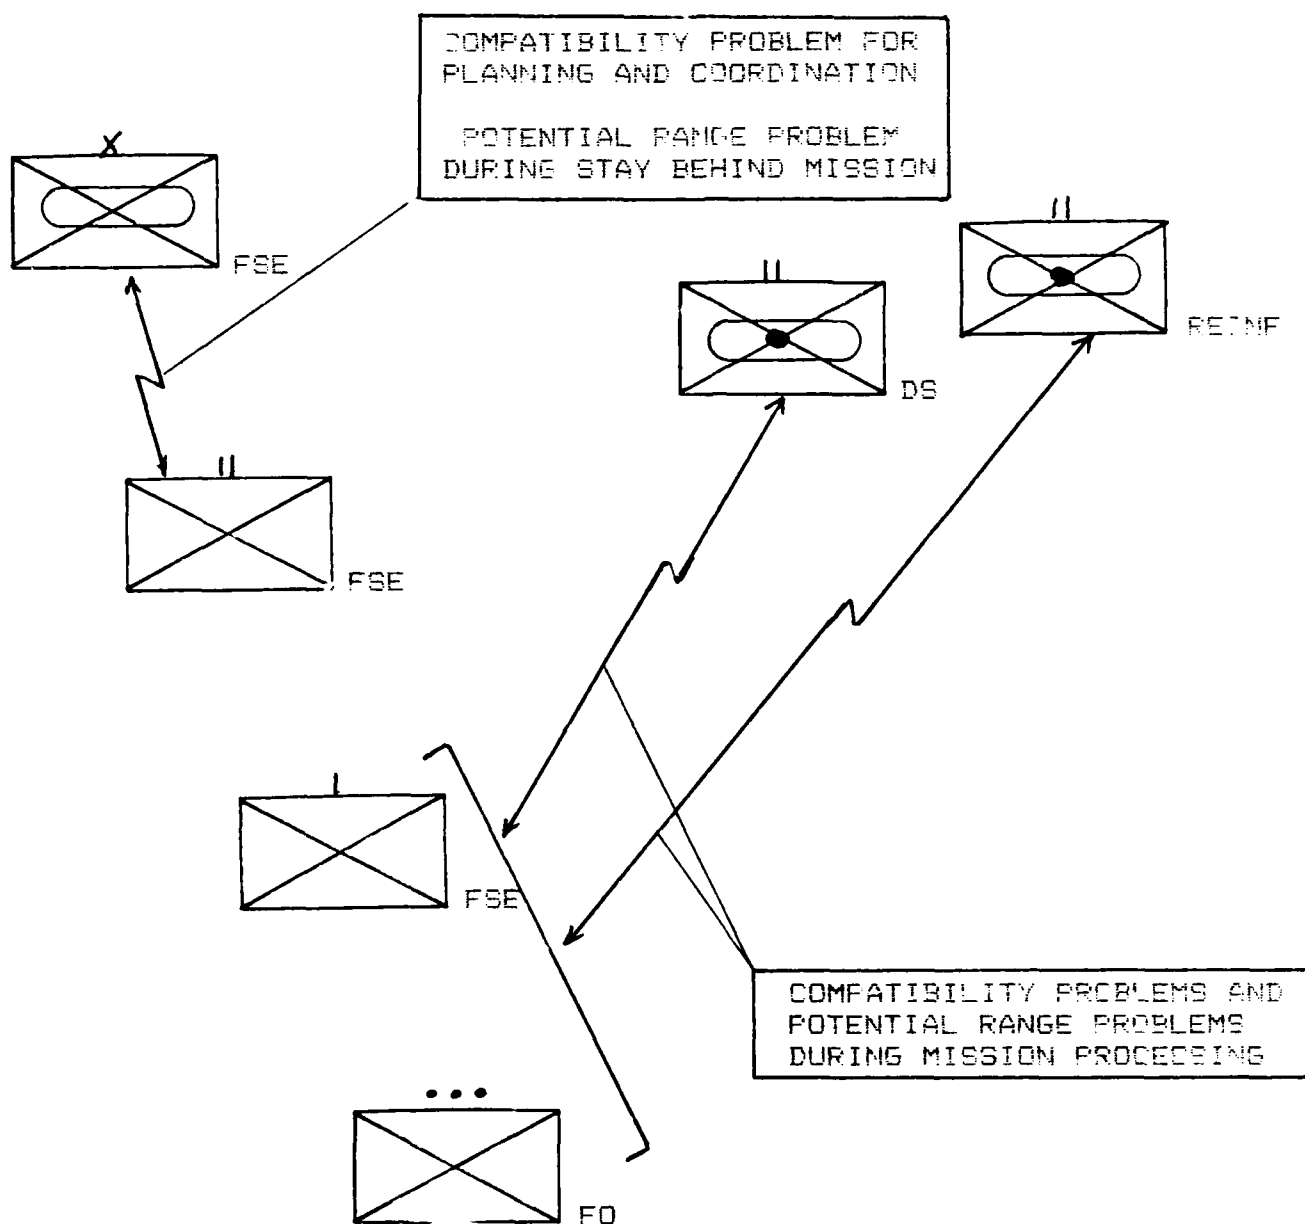 COMPATIBILITY PROBLEM FOR
PLANNING AND COORDINATION
POTENTIAL RANGE PROBLEM
DURING STAY BEHIND MISSION
X
FSE
II
REINF
II
DS
II
FSE
I
FSE
COMPATIBILITY PROBLEMS AND
POTENTIAL RANGE PROBLEMS
DURING MISSION PROCESSING
•••
FO